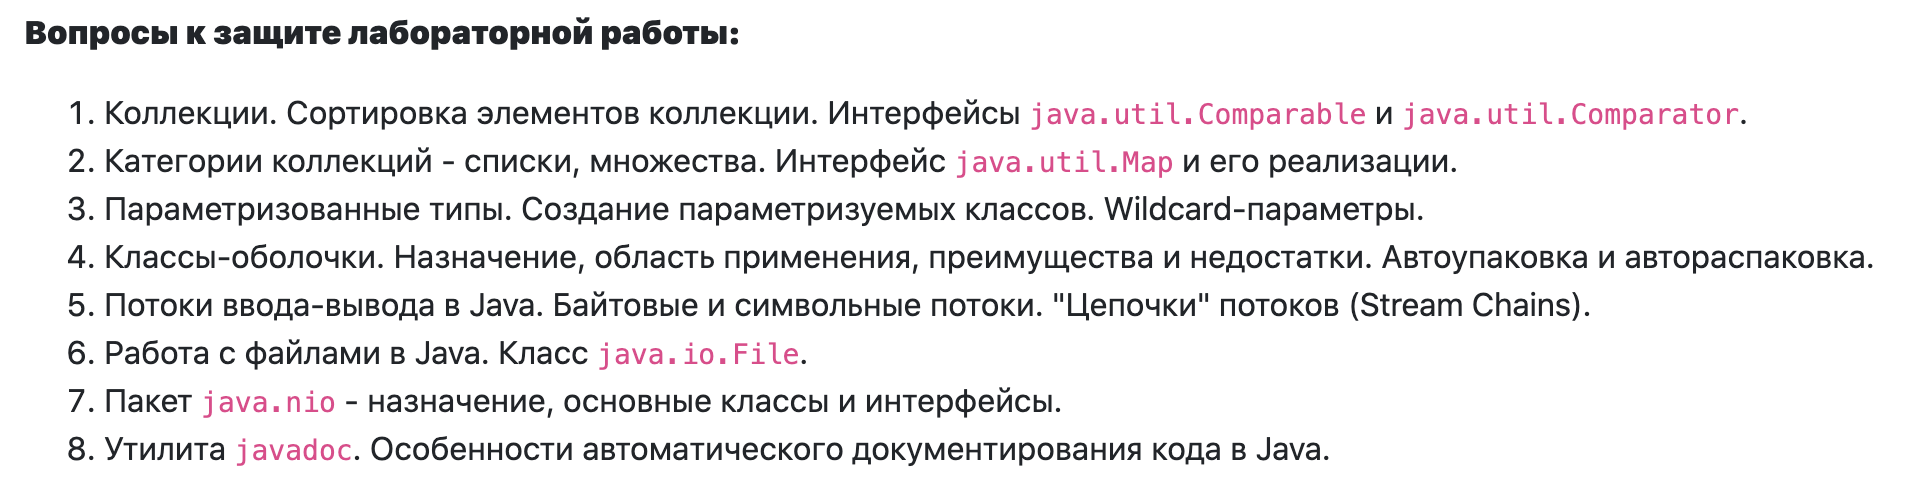 Вопросы к защите лабораторной работы:
1. Коллекции. Сортировка элементов коллекции. Интерфейсы java.util.Comparable и java.util.Comparator.
2. Категории коллекций - списки, множества. Интерфейс java.util.Map и его реализации.
3. Параметризованные типы. Создание параметризуемых классов. Wildcard-параметры.
4. Классы-оболочки. Назначение, область применения, преимущества и недостатки. Автоупаковка и автораспаковка.
5. Потоки ввода-вывода в Java. Байтовые и символьные потоки. "Цепочки" потоков (Stream Chains).
6. Работа с файлами в Java. Класс java.io.File.
7. Пакет java.nio - назначение, основные классы и интерфейсы.
8. Утилита javadoc. Особенности автоматического документирования кода в Java.